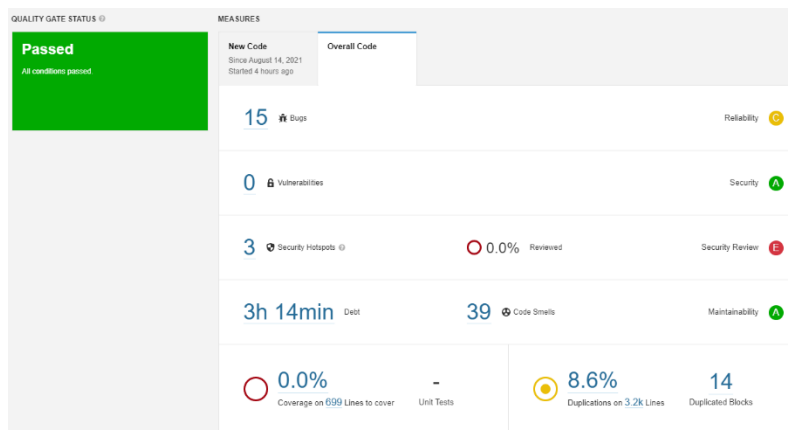 QUALITY GATE STATUS
MEASURES
Passed
All conditions passed.
New Code
Since August 14, 2021
Started 4 hours ago
Overall Code
15 Bugs
Reliability C
0 Vulnerabilities
Security A
3 Security Hotspots ?
0.0% Reviewed
Security Review E
3h 14min Debt
39 Code Smells
Maintainability A
0.0%
Coverage on 699 Lines to cover
-
Unit Tests
8.6%
Duplications on 3.2k Lines
14
Duplicated Blocks